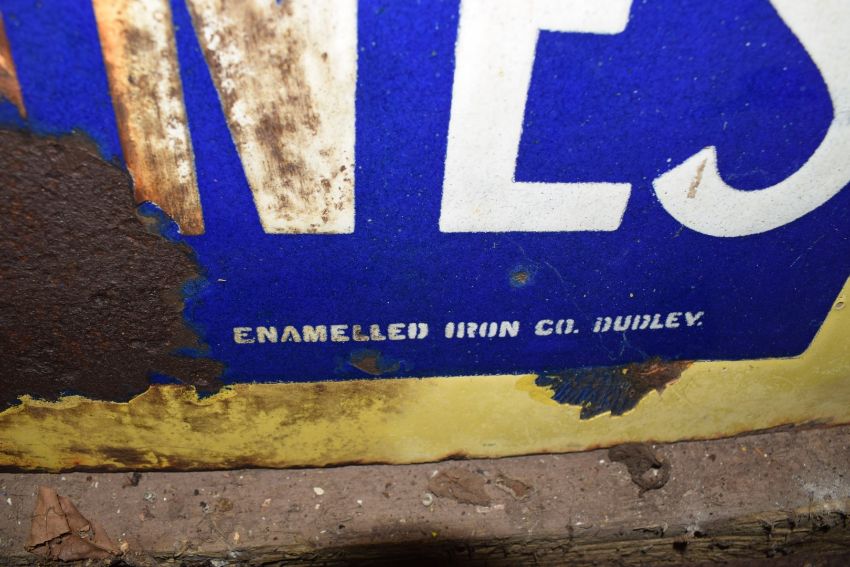 NES
ENAMELLED IRON CO. DUDLEY.